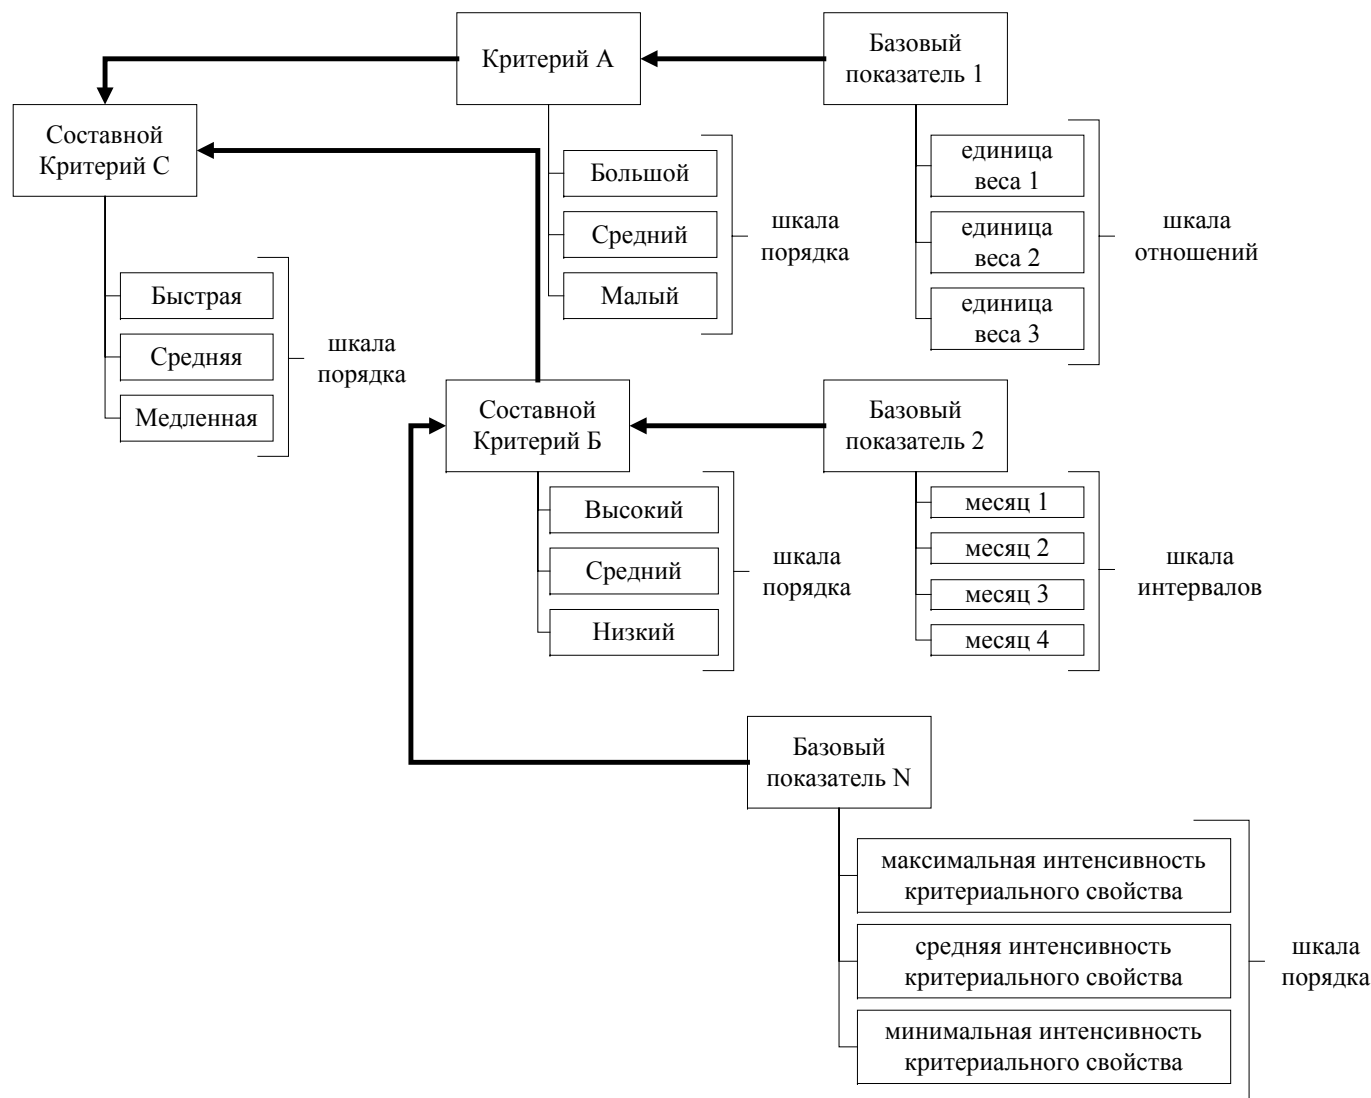 Критерий А
Базовый
показатель 1
Составной
Критерий С
Большой
Средний
Малый
шкала
порядка
единица
веса 1
единица
веса 2
единица
веса 3
шкала
отношений
Быстрая
Средняя
Медленная
шкала
порядка
Составной
Критерий Б
Базовый
показатель 2
Высокий
Средний
Низкий
шкала
порядка
месяц 1
месяц 2
месяц 3
месяц 4
шкала
интервалов
Базовый
показатель N
максимальная интенсивность
критериального свойства
средняя интенсивность
критериального свойства
минимальная интенсивность
критериального свойства
шкала
порядка